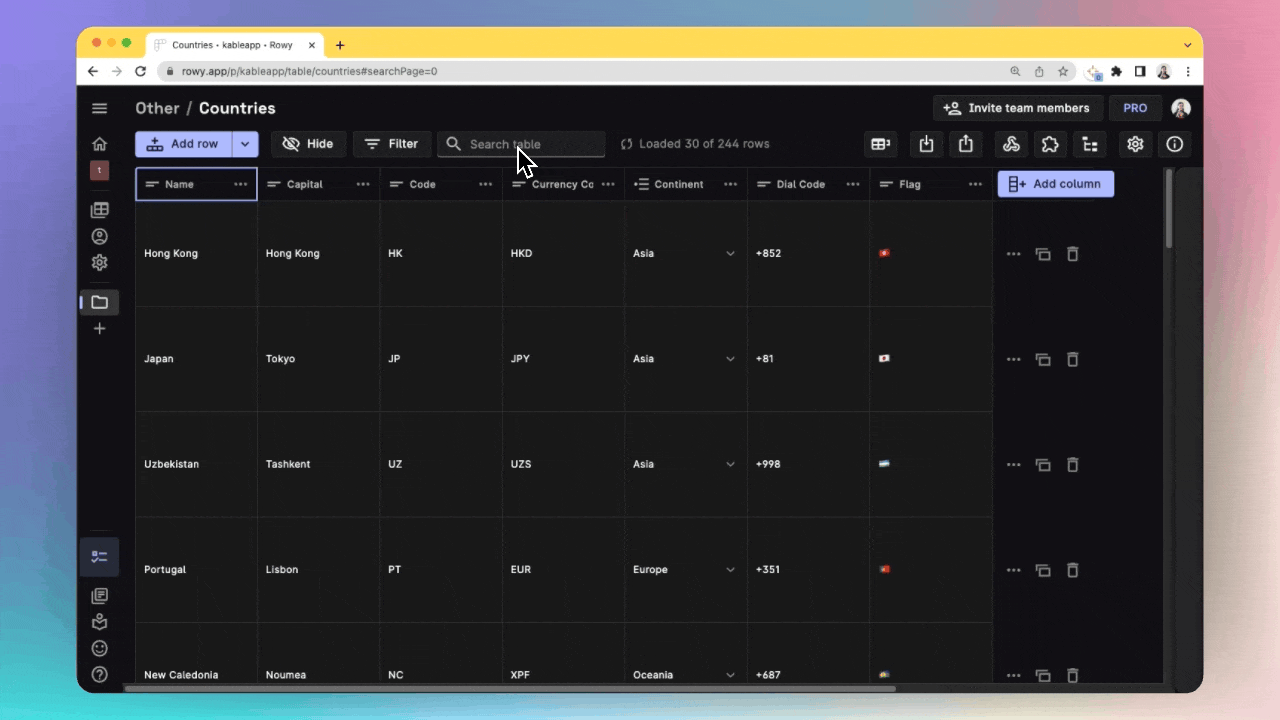 Countries • kableapp • Rowy
rowy.app/p/kableapp/table/countries#searchPage=0
Other / Countries
Invite team members
PRO
Add row
Hide
Filter
Search table
Loaded 30 of 244 rows
t
Name Capital Code Currency Co Continent Dial Code Flag Add column
Hong Kong Hong Kong HK HKD Asia +852
Japan Tokyo JP JPY Asia +81
Uzbekistan Tashkent UZ UZS Asia +998
Portugal Lisbon PT EUR Europe +351
New Caledonia Noumea NC XPF Oceania +687